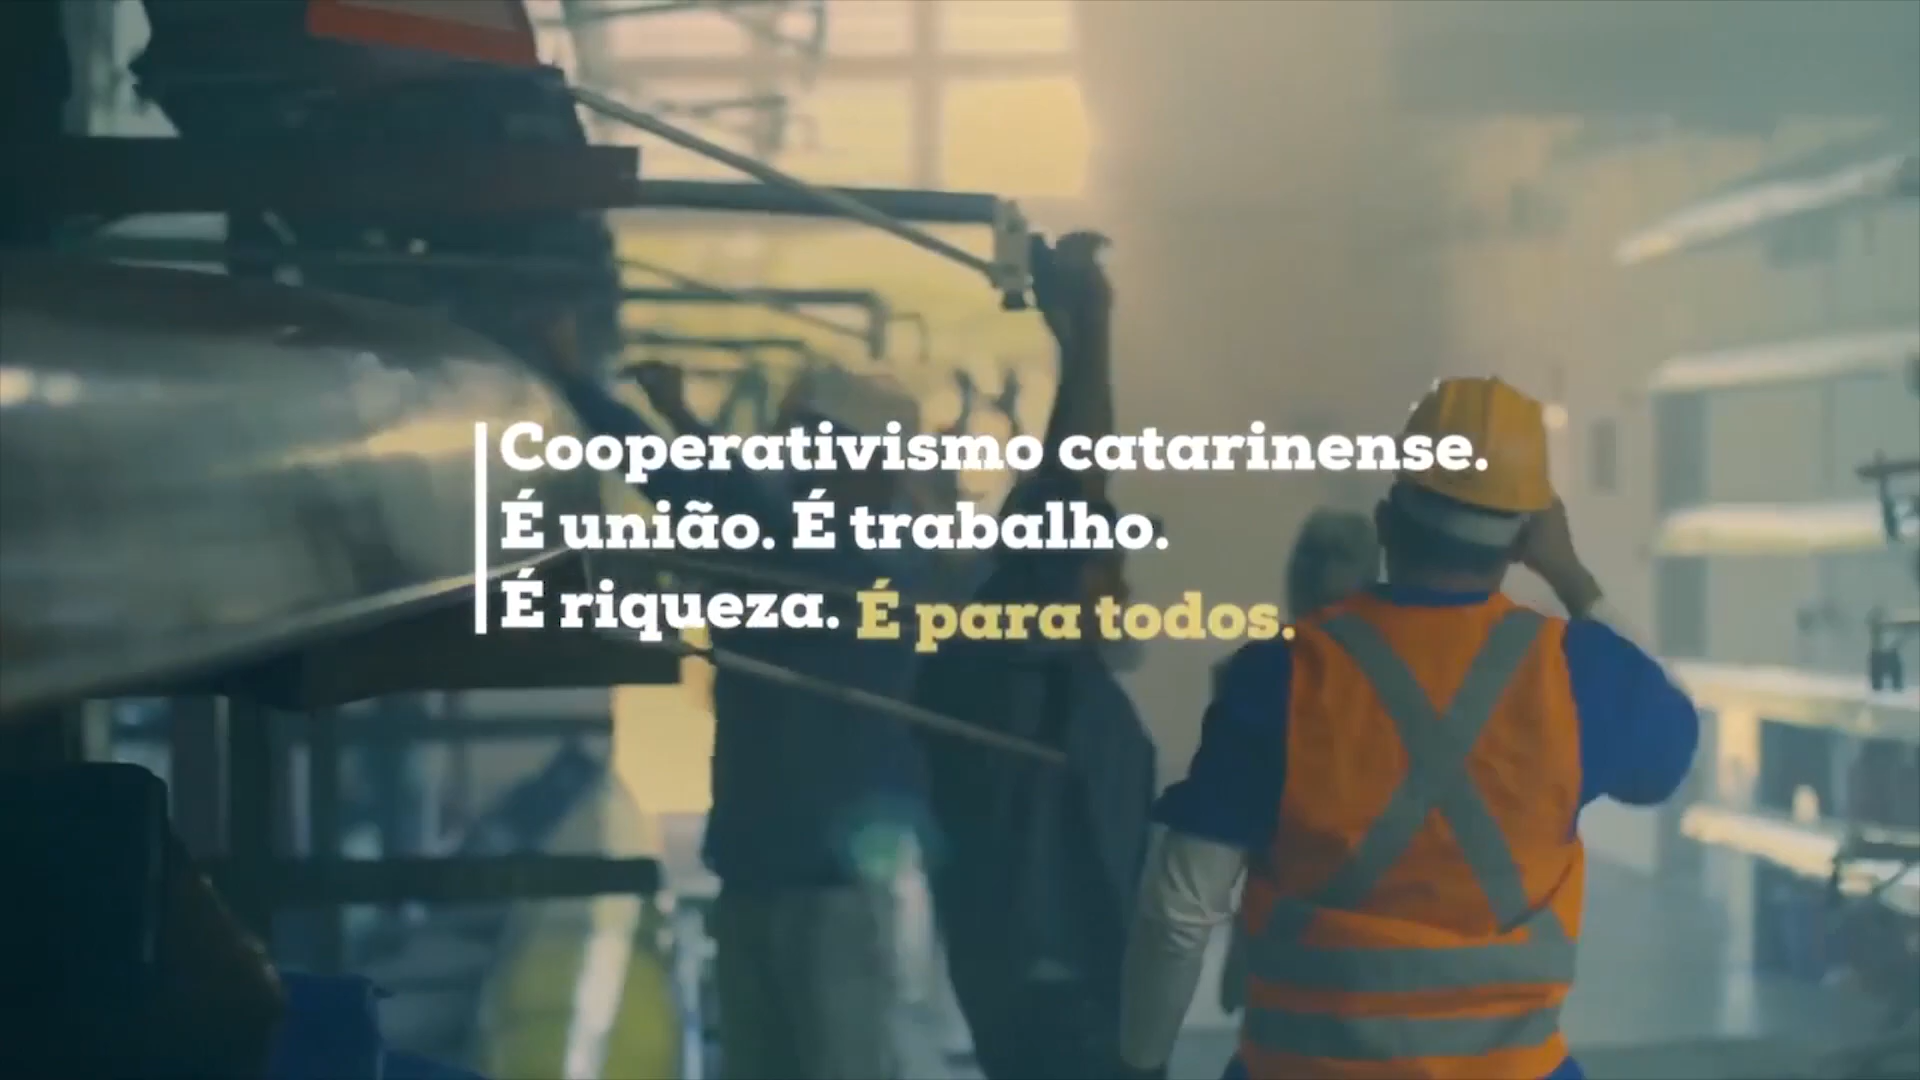 Cooperativismo catarinense.
É união. É trabalho.
É riqueza. É para todos.